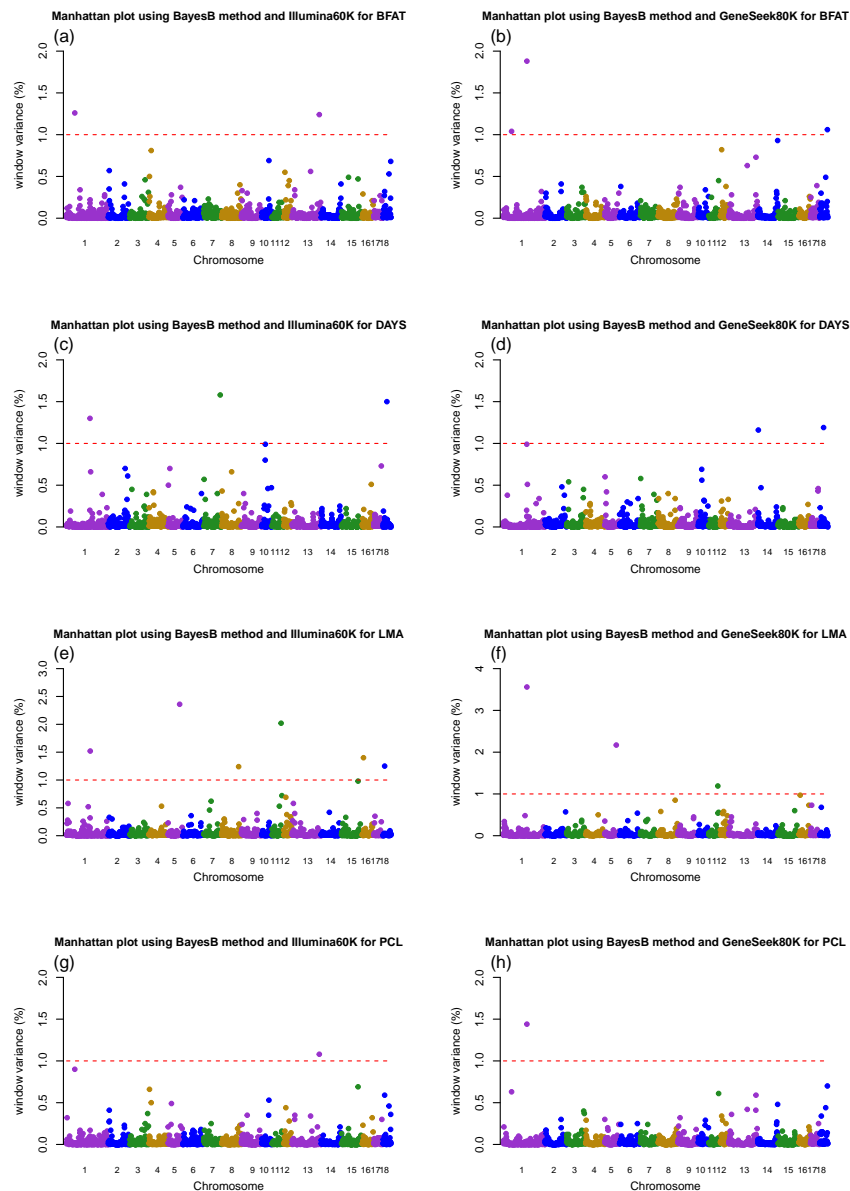 Manhattan plot using BayesB method and Illumina60K for BFAT
(a)
window variance (%)
2.0
1.5
1.0
0.5
0.0
1 2 3 4 5 6 7 8 9 10 11 12 13 14 15 16 17 18
Chromosome
Manhattan plot using BayesB method and GeneSeek80K for BFAT
(b)
window variance (%)
2.0
1.5
1.0
0.5
0.0
1 2 3 4 5 6 7 8 9 10 11 12 13 14 15 16 17 18
Chromosome
Manhattan plot using BayesB method and Illumina60K for DAYS
(c)
window variance (%)
2.0
1.5
1.0
0.5
0.0
1 2 3 4 5 6 7 8 9 10 11 12 13 14 15 16 17 18
Chromosome
Manhattan plot using BayesB method and GeneSeek80K for DAYS
(d)
window variance (%)
2.0
1.5
1.0
0.5
0.0
1 2 3 4 5 6 7 8 9 10 11 12 13 14 15 16 17 18
Chromosome
Manhattan plot using BayesB method and Illumina60K for LMA
(e)
window variance (%)
3.0
2.5
2.0
1.5
1.0
0.5
0.0
1 2 3 4 5 6 7 8 9 10 11 12 13 14 15 16 17 18
Chromosome
Manhattan plot using BayesB method and GeneSeek80K for LMA
(f)
window variance (%)
4
3
2
1
0
1 2 3 4 5 6 7 8 9 10 11 12 13 14 15 16 17 18
Chromosome
Manhattan plot using BayesB method and Illumina60K for PCL
(g)
window variance (%)
2.0
1.5
1.0
0.5
0.0
1 2 3 4 5 6 7 8 9 10 11 12 13 14 15 16 17 18
Chromosome
Manhattan plot using BayesB method and GeneSeek80K for PCL
(h)
window variance (%)
2.0
1.5
1.0
0.5
0.0
1 2 3 4 5 6 7 8 9 10 11 12 13 14 15 16 17 18
Chromosome